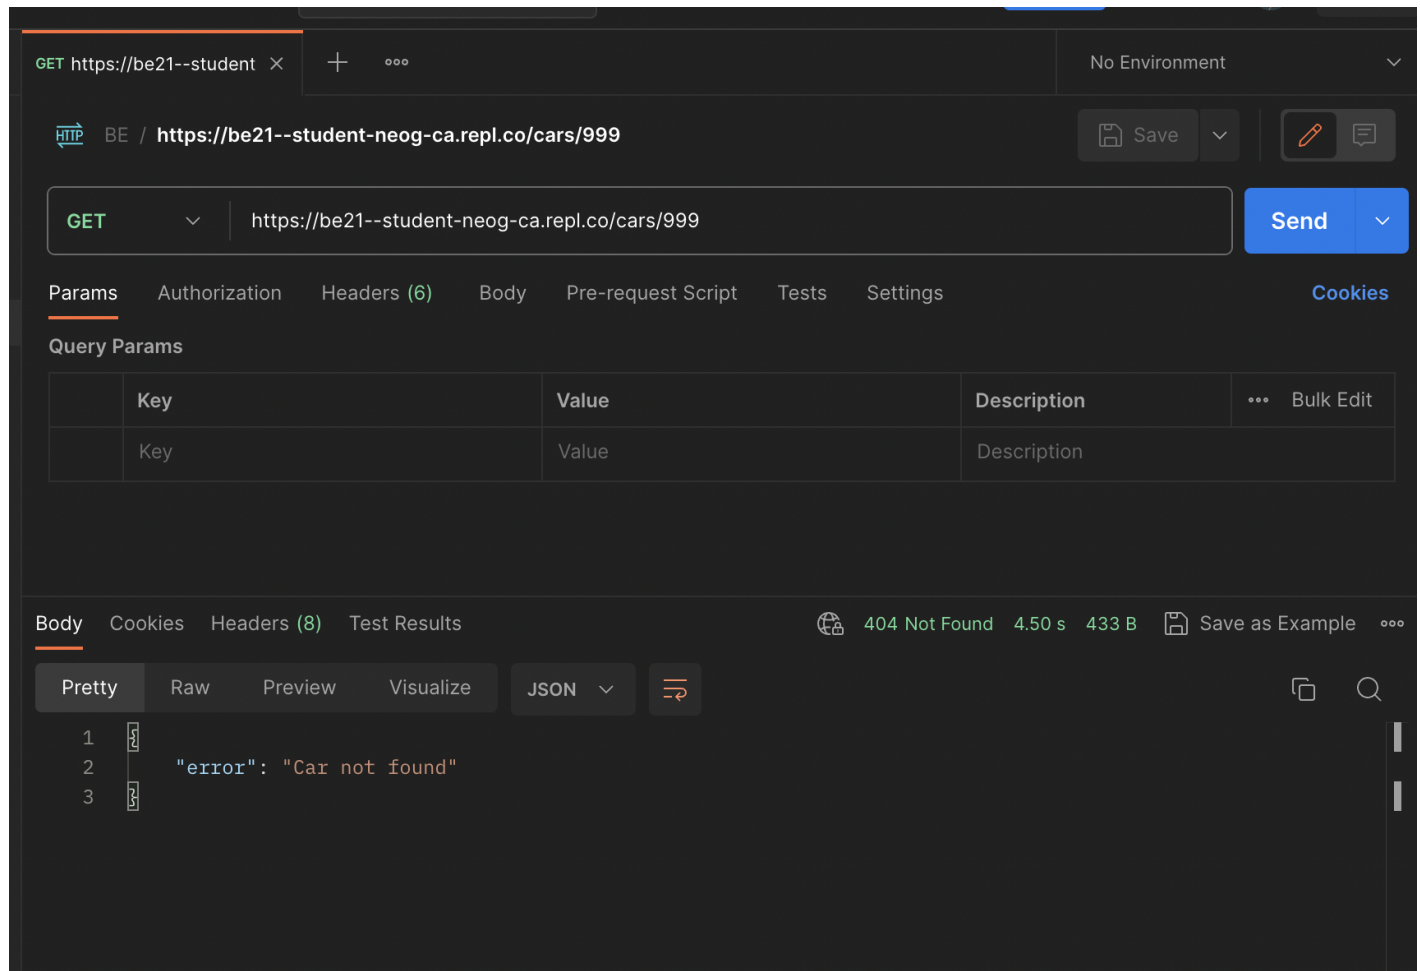 GET https://be21--student
No Environment
HTTP BE / https://be21--student-neog-ca.repl.co/cars/999
Save
GET https://be21--student-neog-ca.repl.co/cars/999 Send
Params Authorization Headers (6) Body Pre-request Script Tests Settings Cookies
Query Params
Key Value Description Bulk Edit
Key Value Description
Body Cookies Headers (8) Test Results 404 Not Found 4.50 s 433 B Save as Example
Pretty Raw Preview Visualize JSON
1 {
2 "error": "Car not found"
3 }